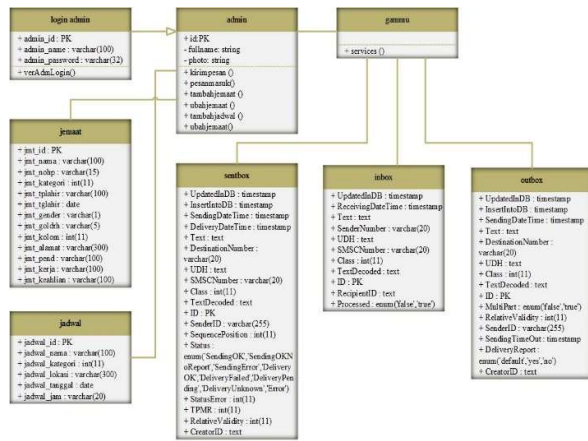 login admin
+ admin_id : PK
+ admin_name : varchar(100)
+ admin_password : varchar(32)
+ verAdmLogin()
admin
+ id:PK
- fullname: string
- photo: string
+ kirimpesan ()
+ pesanmasuk()
+ tambahjemaat ()
+ ubahjemaat ()
+ tambahjadwal ()
+ ubahjemaat()
gammu
+ services ()
jemaat
+ jmt_id : PK
+ jmt_nama : varchar(100)
+ jmt_nohp : varchar(15)
+ jmt_kategori : int(11)
+ jmt_tplahir : varchar(100)
+ jmt_tglahir : date
+ jmt_gender : varchar(1)
+ jmt_goldrh : varchar(5)
+ jmt_kolom : int(11)
+ jmt_alamat : varchar(300)
+ jmt_pend : varchar(100)
+ jmt_kerja : varchar(100)
+ jmt_keahlian : varchar(100)
jadwal
+ jadwal_id : PK
+ jadwal_nama : varchar(100)
+ jadwal_kategori : int(11)
+ jadwal_lokasi : varchar(300)
+ jadwal_tanggal : date
+ jadwal_jam : varchar(20)
sentbox
+ UpdatedInDB : timestamp
+ InsertIntoDB : timestamp
+ SendingDateTime : timestamp
+ DeliveryDateTime : timestamp
+ Text : text
+ DestinationNumber :
varchar(20)
+ UDH : text
+ SMSCNumber : varchar(20)
+ Class : int(11)
+ TextDecoded : text
+ ID : PK
+ SenderID : varchar(255)
+ SequencePosition : int(11)
+ Status :
enum('SendingOK','SendingOKN
oReport','SendingError','Delivery
OK','DeliveryFailed','DeliveryPen
ding','DeliveryUnknown','Error')
+ StatusError : int(11)
+ TPMR : int(11)
+ RelativeValidity : int(11)
+ CreatorID : text
inbox
+ UpdatedInDB : timestamp
+ ReceivingDateTime : timestamp
+ Text : text
+ SenderNumber : varchar(20)
+ UDH : text
+ SMSCNumber : varchar(20)
+ Class : int(11)
+ TextDecoded : text
+ ID : PK
+ RecipientID : text
+ Processed : enum('false','true')
outbox
+ UpdatedInDB : timestamp
+ InsertIntoDB : timestamp
+ SendingDateTime : timestamp
+ Text : text
+ DestinationNumber :
varchar(20)
+ UDH : text
+ Class : int(11)
+ TextDecoded : text
+ ID : PK
+ MultiPart : enum('false','true')
+ RelativeValidity : int(11)
+ SenderID : varchar(255)
+ SendingTimeOut : timestamp
+ DeliveryReport :
enum('default','yes','no')
+ CreatorID : text